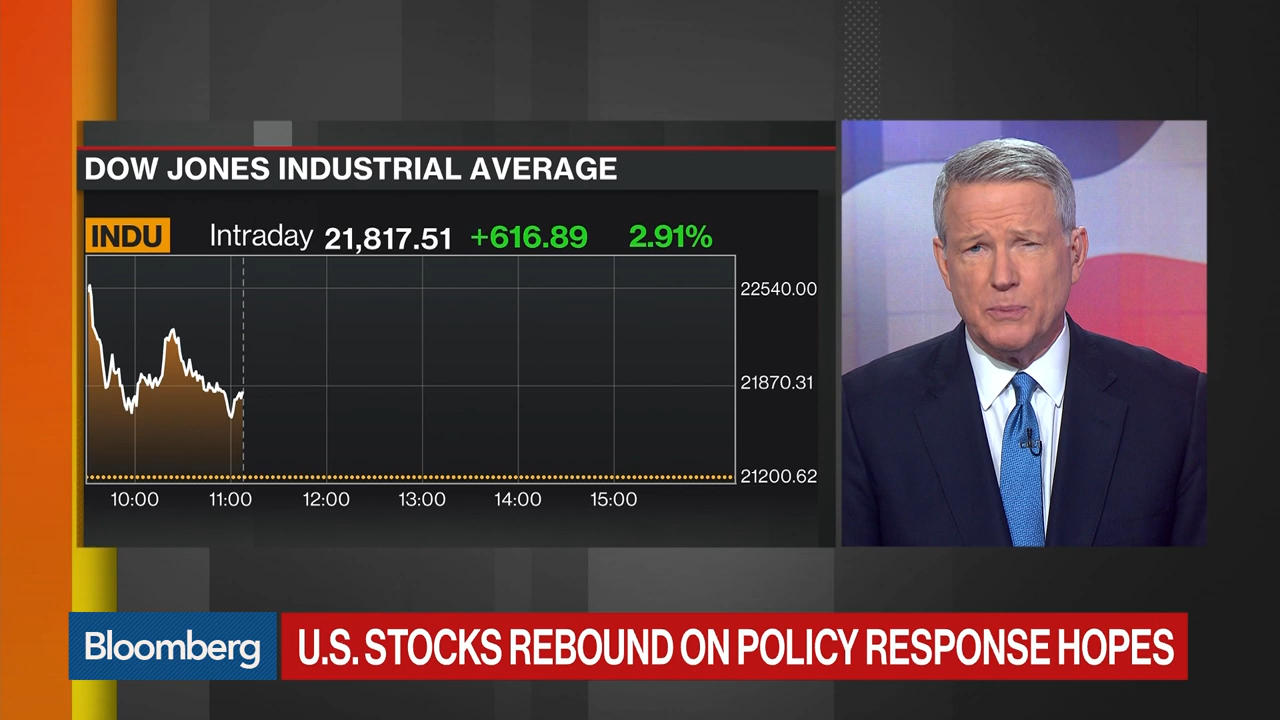 DOW JONES INDUSTRIAL AVERAGE
INDU Intraday 21,817.51 +616.89 2.91%
22540.00
21870.31
21200.62
10:00 11:00 12:00 13:00 14:00 15:00
Bloomberg U.S. STOCKS REBOUND ON POLICY RESPONSE HOPES